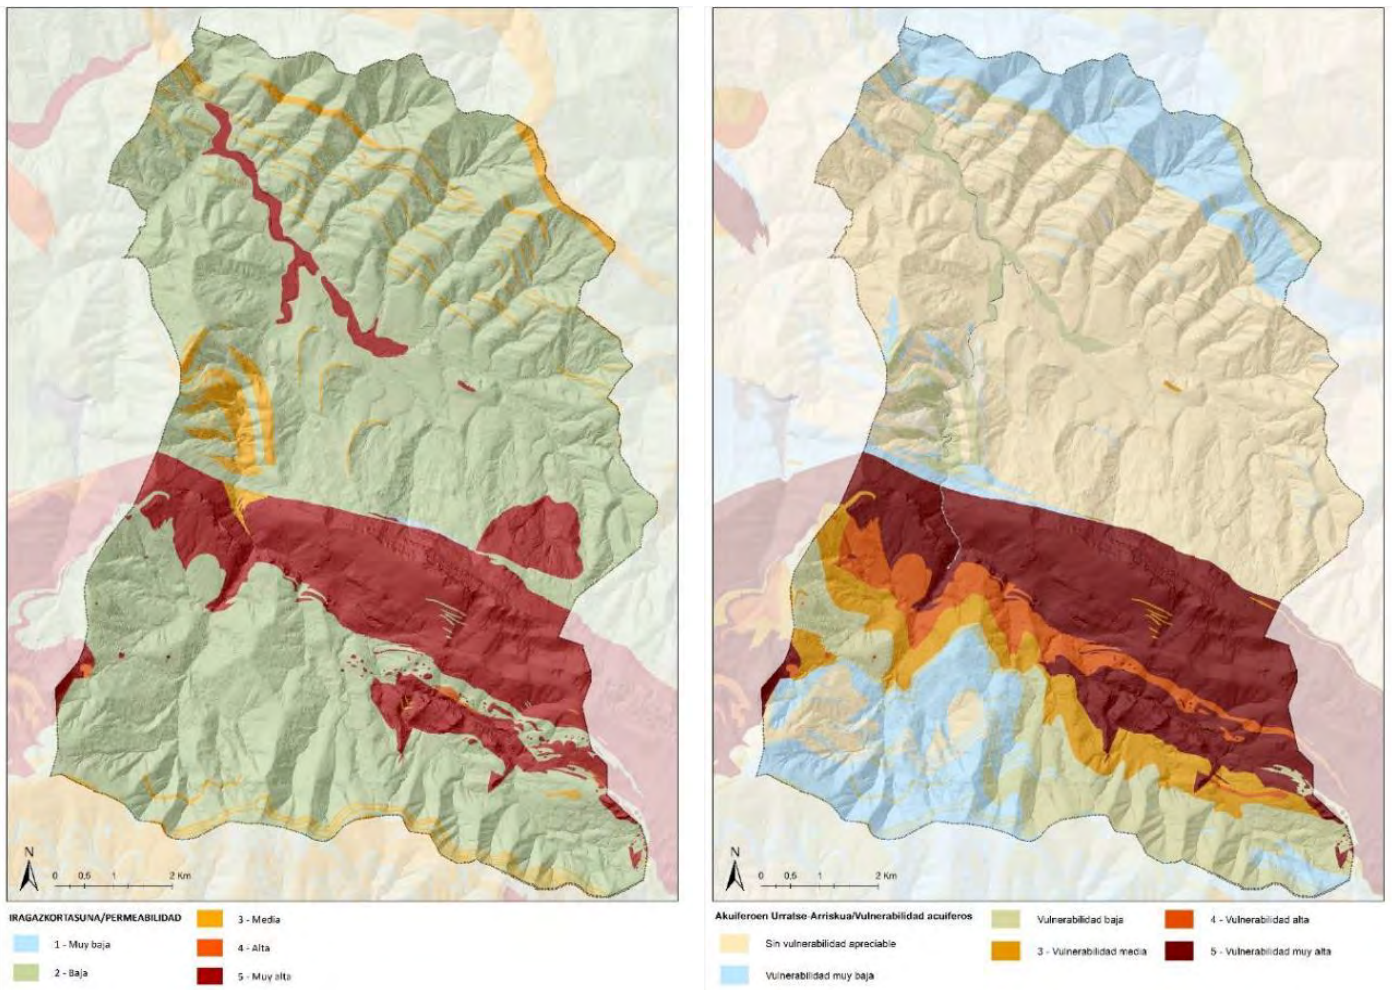 N
0 0,5 1 2 Km
IRAGAZKORTASUNA/PERMEABILIDAD
1 - Muy baja
2 - Baja
3 - Media
4 - Alta
5 - Muy alta
N
0 0,5 1 2 Km
Akuiferoen Urratse-Arriskua/Vulnerabilidad acuiferos
Sin vulnerabilidad apreciable
Vulnerabilidad muy baja
Vulnerabilidad baja
3 - Vulnerabilidad media
4 - Vulnerabilidad alta
5 - Vulnerabilidad muy alta